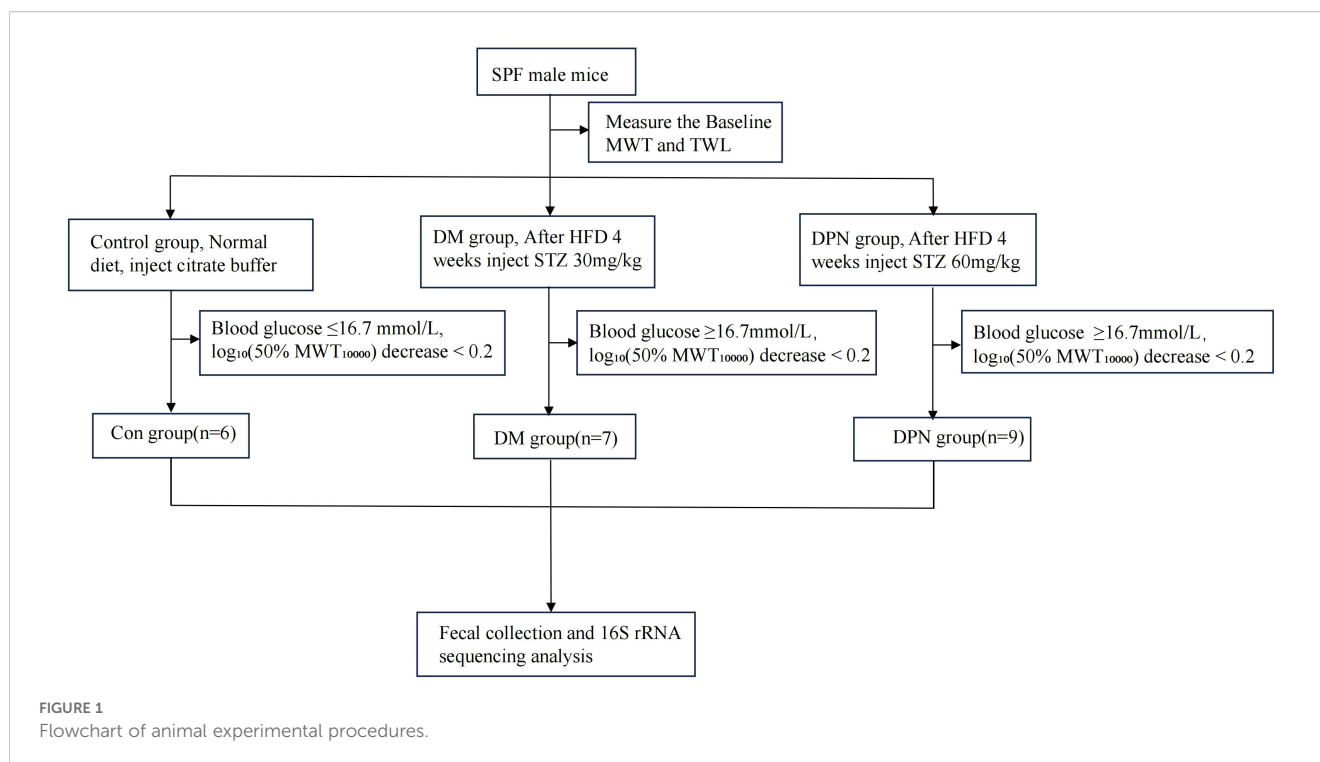 SPF male mice
Measure the Baseline
MWT and TWL
Control group, Normal
diet, inject citrate buffer
DM group, After HFD 4
weeks inject STZ 30mg/kg
DPN group, After HFD 4
weeks inject STZ 60mg/kg
Blood glucose ≤16.7 mmol/L,
log₁₀(50% MWT₁₀₀₀₀) decrease < 0.2
Blood glucose ≥16.7mmol/L,
log₁₀(50% MWT₁₀₀₀₀) decrease < 0.2
Blood glucose ≥16.7mmol/L,
log₁₀(50% MWT₁₀₀₀₀) decrease < 0.2
Con group(n=6)
DM group(n=7)
DPN group(n=9)
Fecal collection and 16S rRNA
sequencing analysis
FIGURE 1
Flowchart of animal experimental procedures.